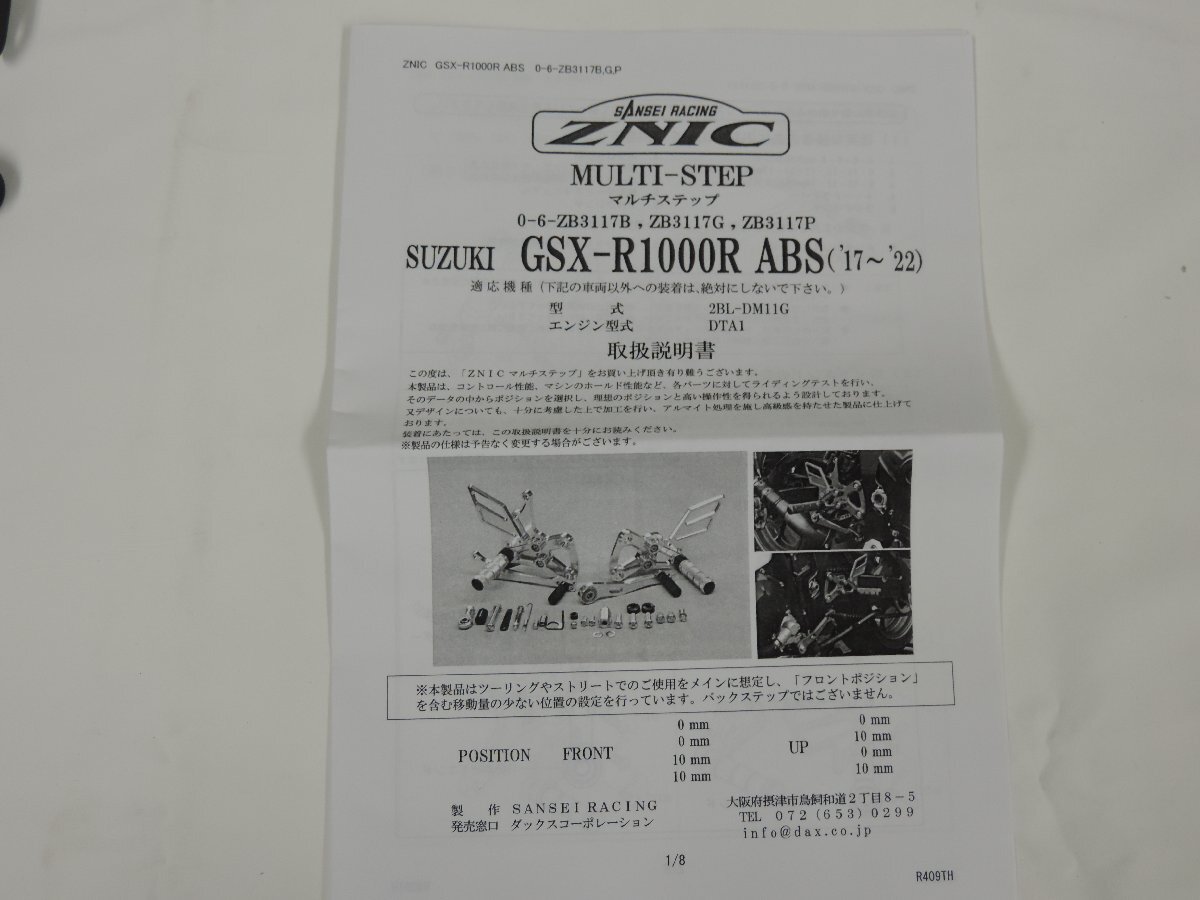 ZNIC GSX-R1000R ABS 0-6-ZB3117B,G,P
SANSEI RACING
ZNIC
MULTI-STEP
マルチステップ
0-6-ZB3117B , ZB3117G , ZB3117P
SUZUKI GSX-R1000R ABS('17～'22)
適応機種（下記の車両以外への装着は、絶対にしないで下さい。）
型 式 2BL-DM11G
エンジン型式 DTA1
取扱説明書
この度は、「ZNIC マルチステップ」をお買い上げ頂き有り難うございます。
本製品は、コントロール性能、マシンのホールド性能など、各パーツに対してライディングテストを行い、
そのデータの中からポジションを選択し、理想のポジションと高い操作性を得られるよう設計しております。
又デザインについても、十分に考慮した上で加工を行い、アルマイト処理を施し高級感を持たせた製品に仕上げて
おります。
装着にあたっては、この取扱説明書を十分にお読みください。
※製品の仕様は予告なく変更する場合がございます。
※本製品はツーリングやストリートでのご使用をメインに想定し、「フロントポジション」
を含む移動量の少ない位置の設定を行っています。バックステップではございません。
POSITION FRONT 0 mm 0 mm 10 mm 10 mm UP 0 mm 10 mm 0 mm 10 mm
製 作 SANSEI RACING
発売窓口 ダックスコーポレーション
大阪府摂津市鳥飼和道2丁目8-5
TEL 072(653)0299
info@dax.co.jp
1/8
R409TH